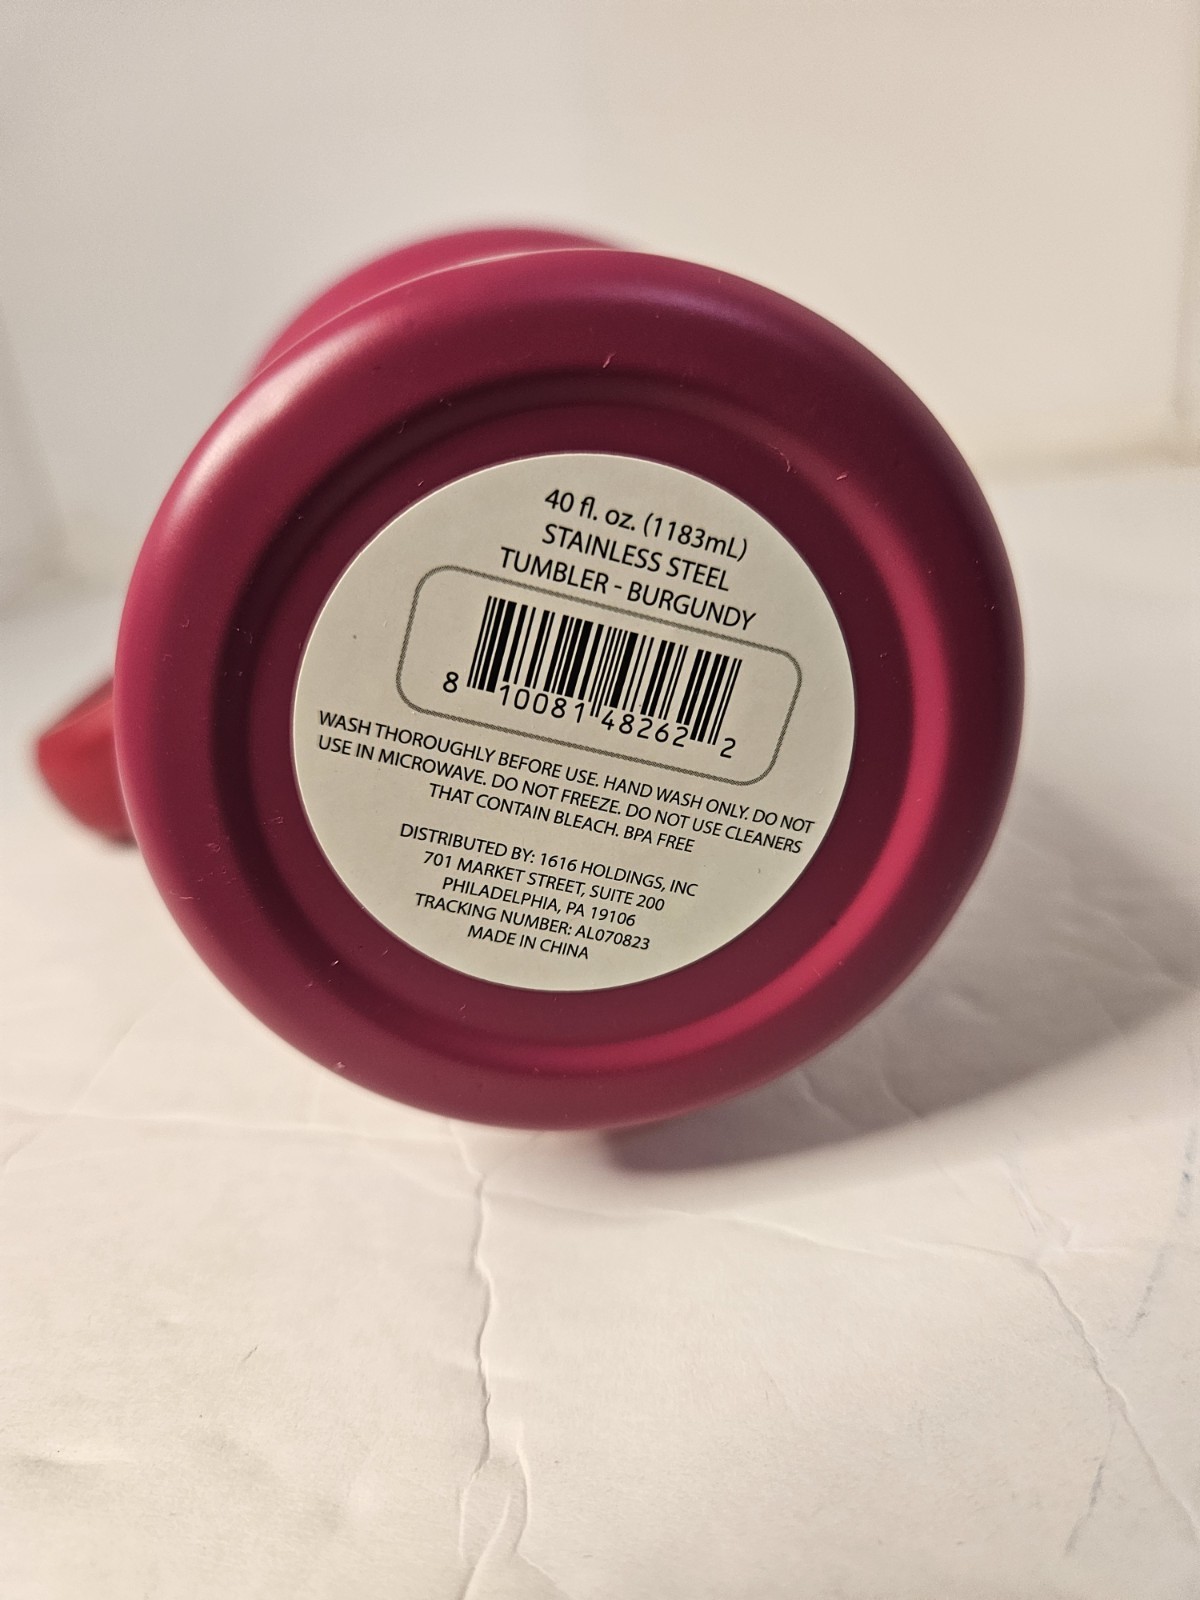 40 fl. oz. (1183mL)
STAINLESS STEEL
TUMBLER - BURGUNDY
8 10081 48262 2
WASH THOROUGHLY BEFORE USE. HAND WASH ONLY. DO NOT
USE IN MICROWAVE. DO NOT FREEZE. DO NOT USE CLEANERS
THAT CONTAIN BLEACH. BPA FREE
DISTRIBUTED BY: 1616 HOLDINGS, INC
701 MARKET STREET, SUITE 200
PHILADELPHIA, PA 19106
TRACKING NUMBER: AL070823
MADE IN CHINA